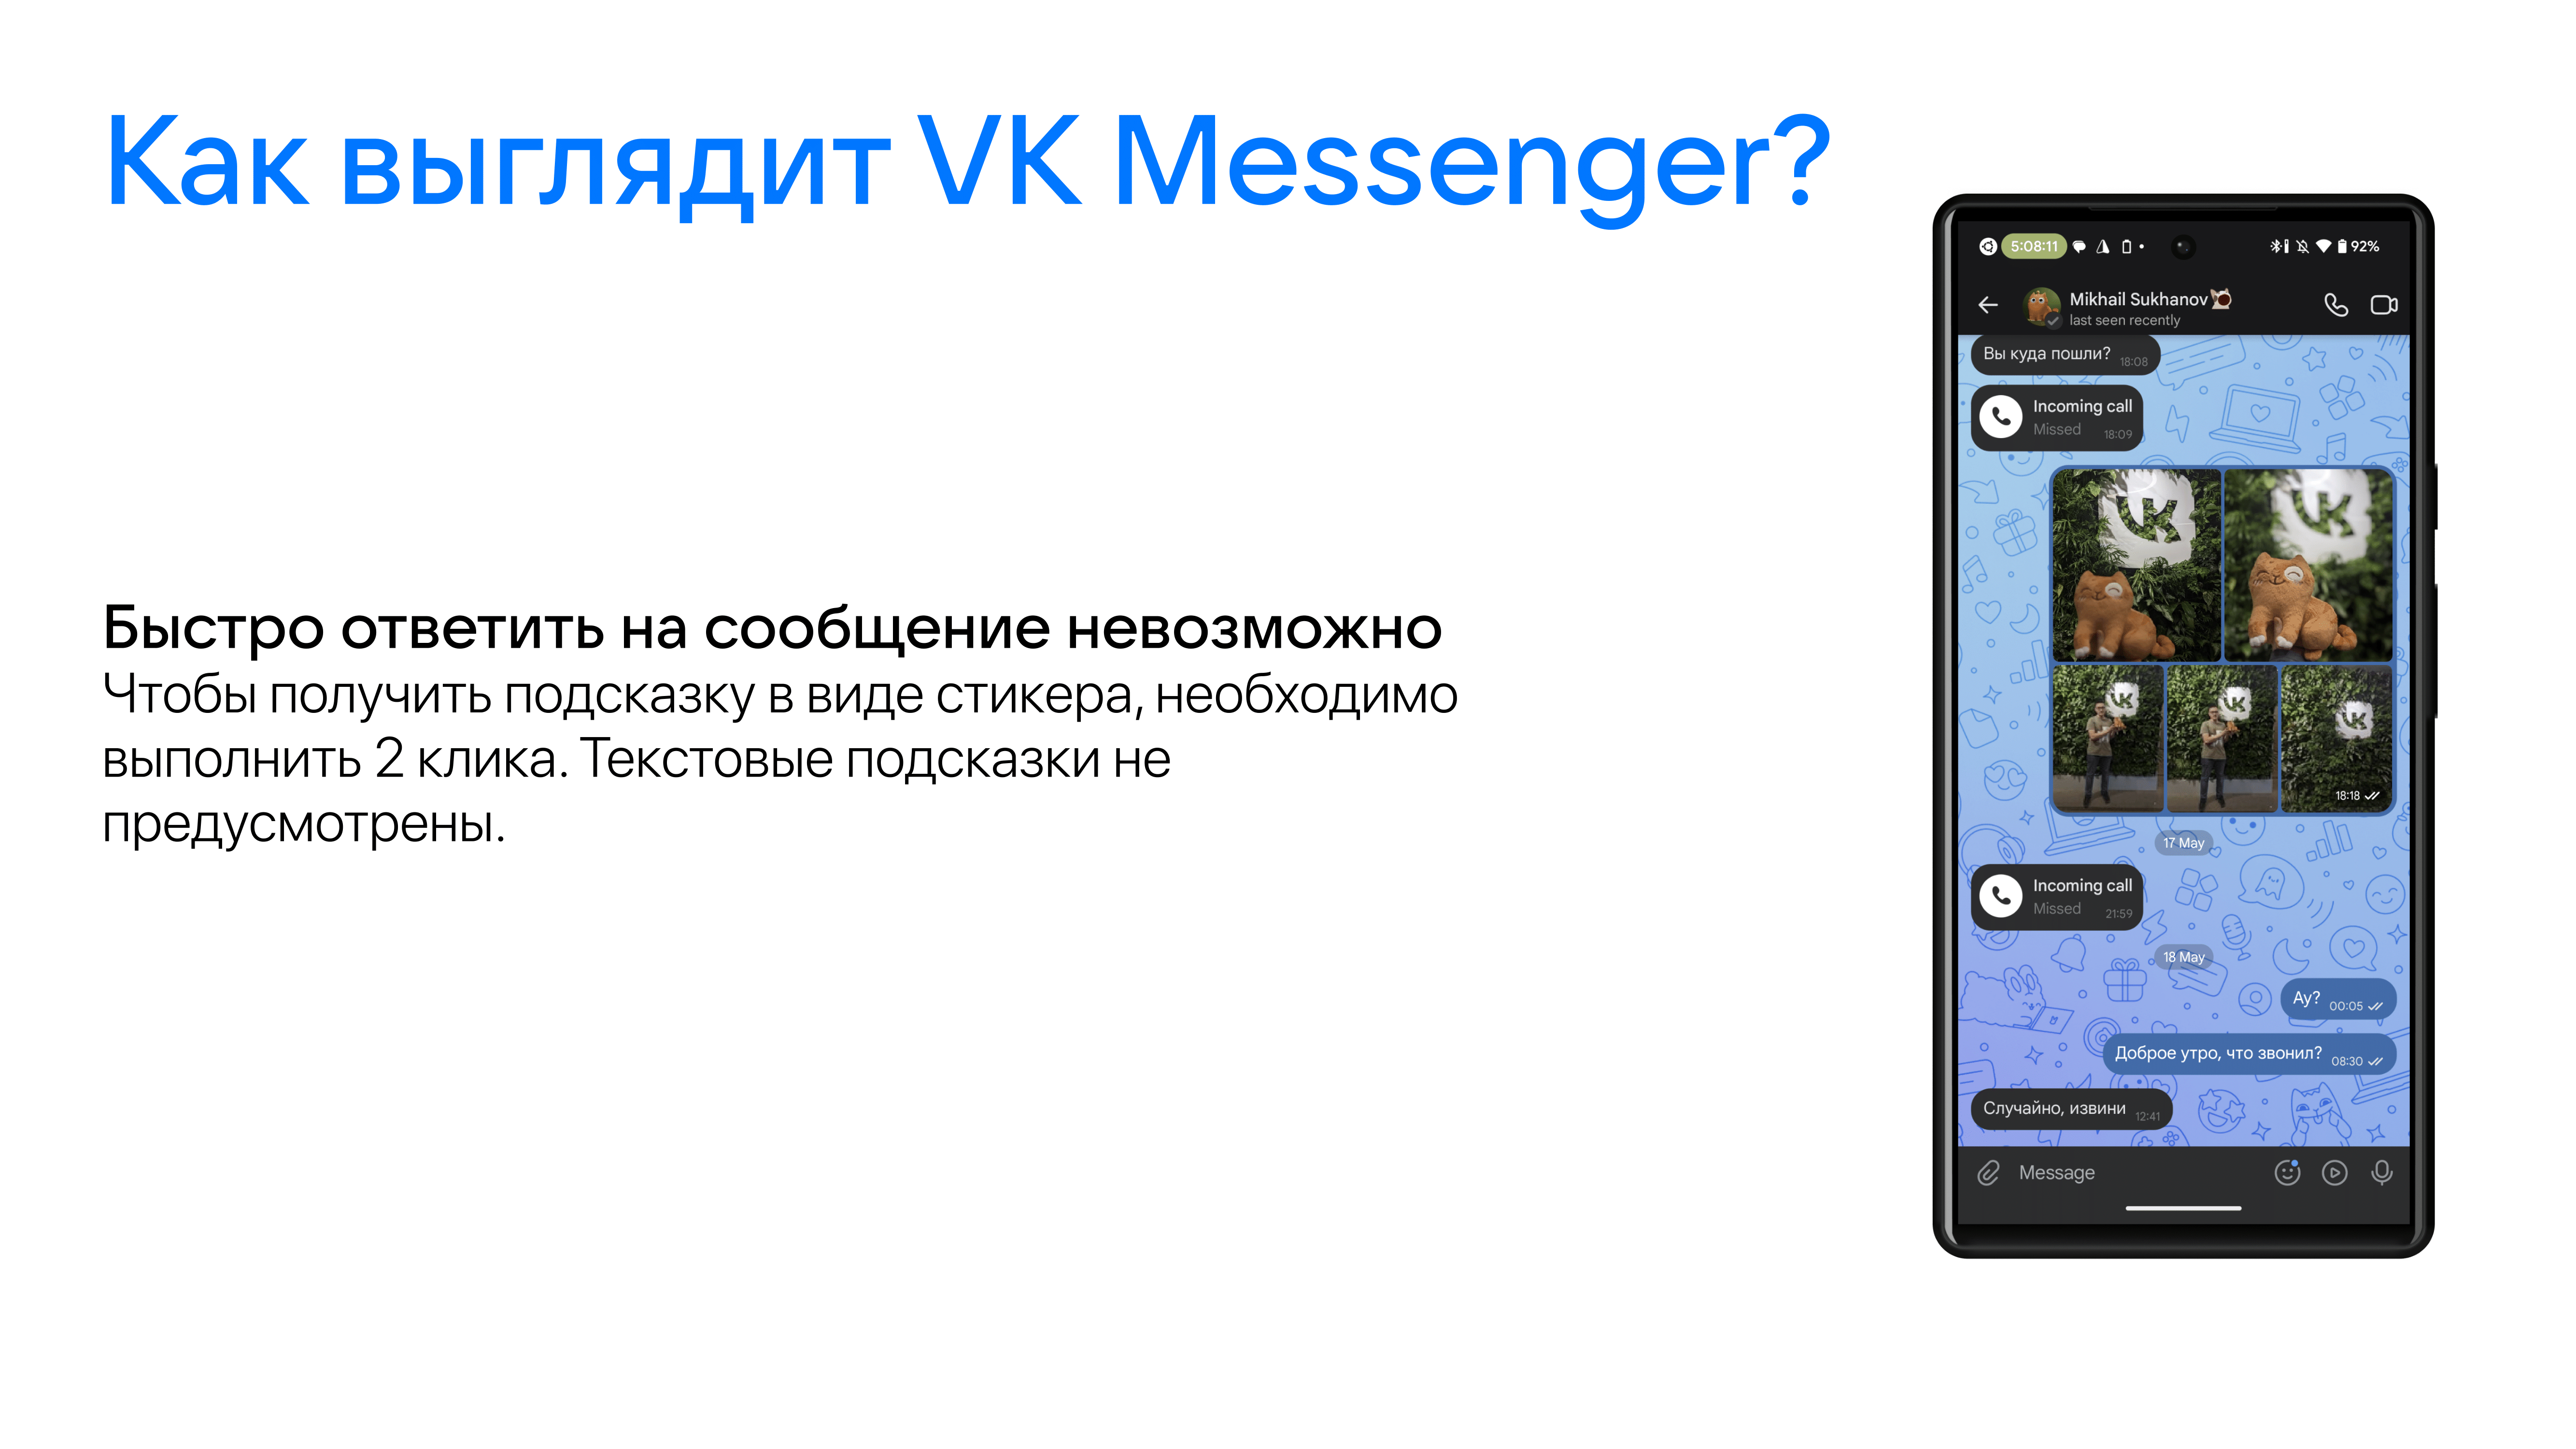 Как выглядит VK Messenger?
Быстро ответить на сообщение невозможно
Чтобы получить подсказку в виде стикера, необходимо
выполнить 2 клика. Текстовые подсказки не
предусмотрены.
5:08:11
92%
Mikhail Sukhanov
last seen recently
Вы куда пошли? 18:08
Incoming call
Missed 18:09
18:18
17 May
Incoming call
Missed 21:59
18 May
Ау? 00:05
Доброе утро, что звонил? 08:30
Случайно, извини 12:41
Message